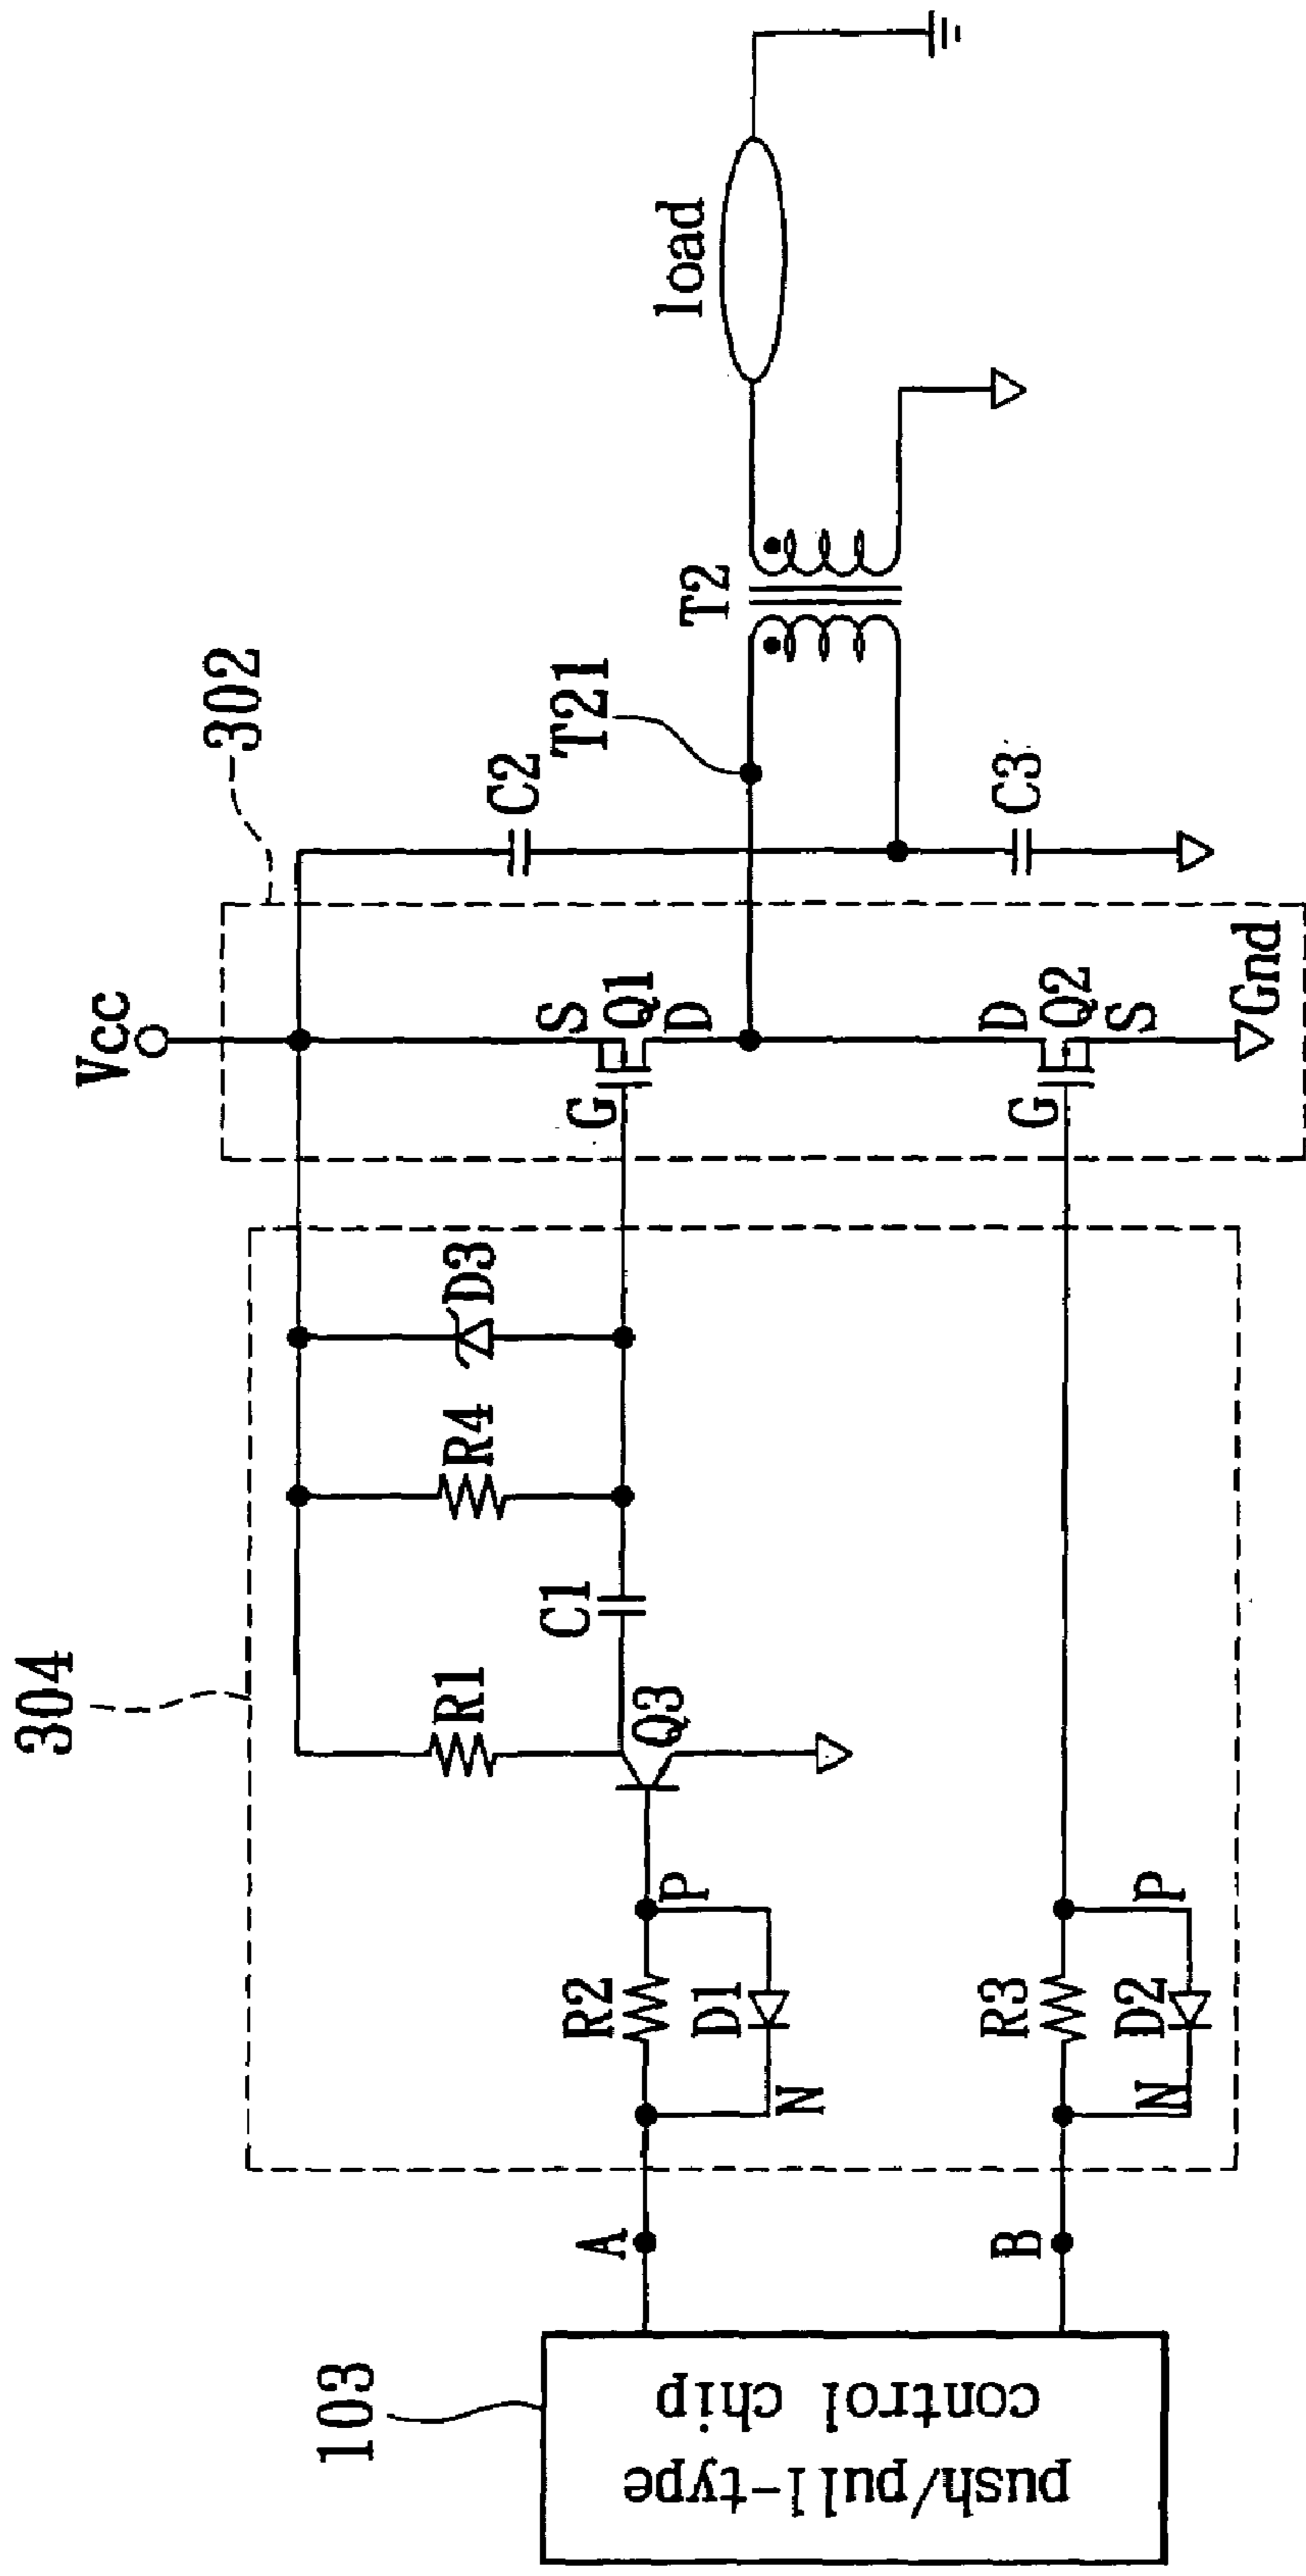 304
302
Vcc
R1
R4
D3
C2
T21
C1
S
G
Q1
D
T2
load
103
A
R2
P
Q3
D1
N
push/pull-type
control chip
B
R3
P
D2
N
D
G
Q2
S
C3
Gnd